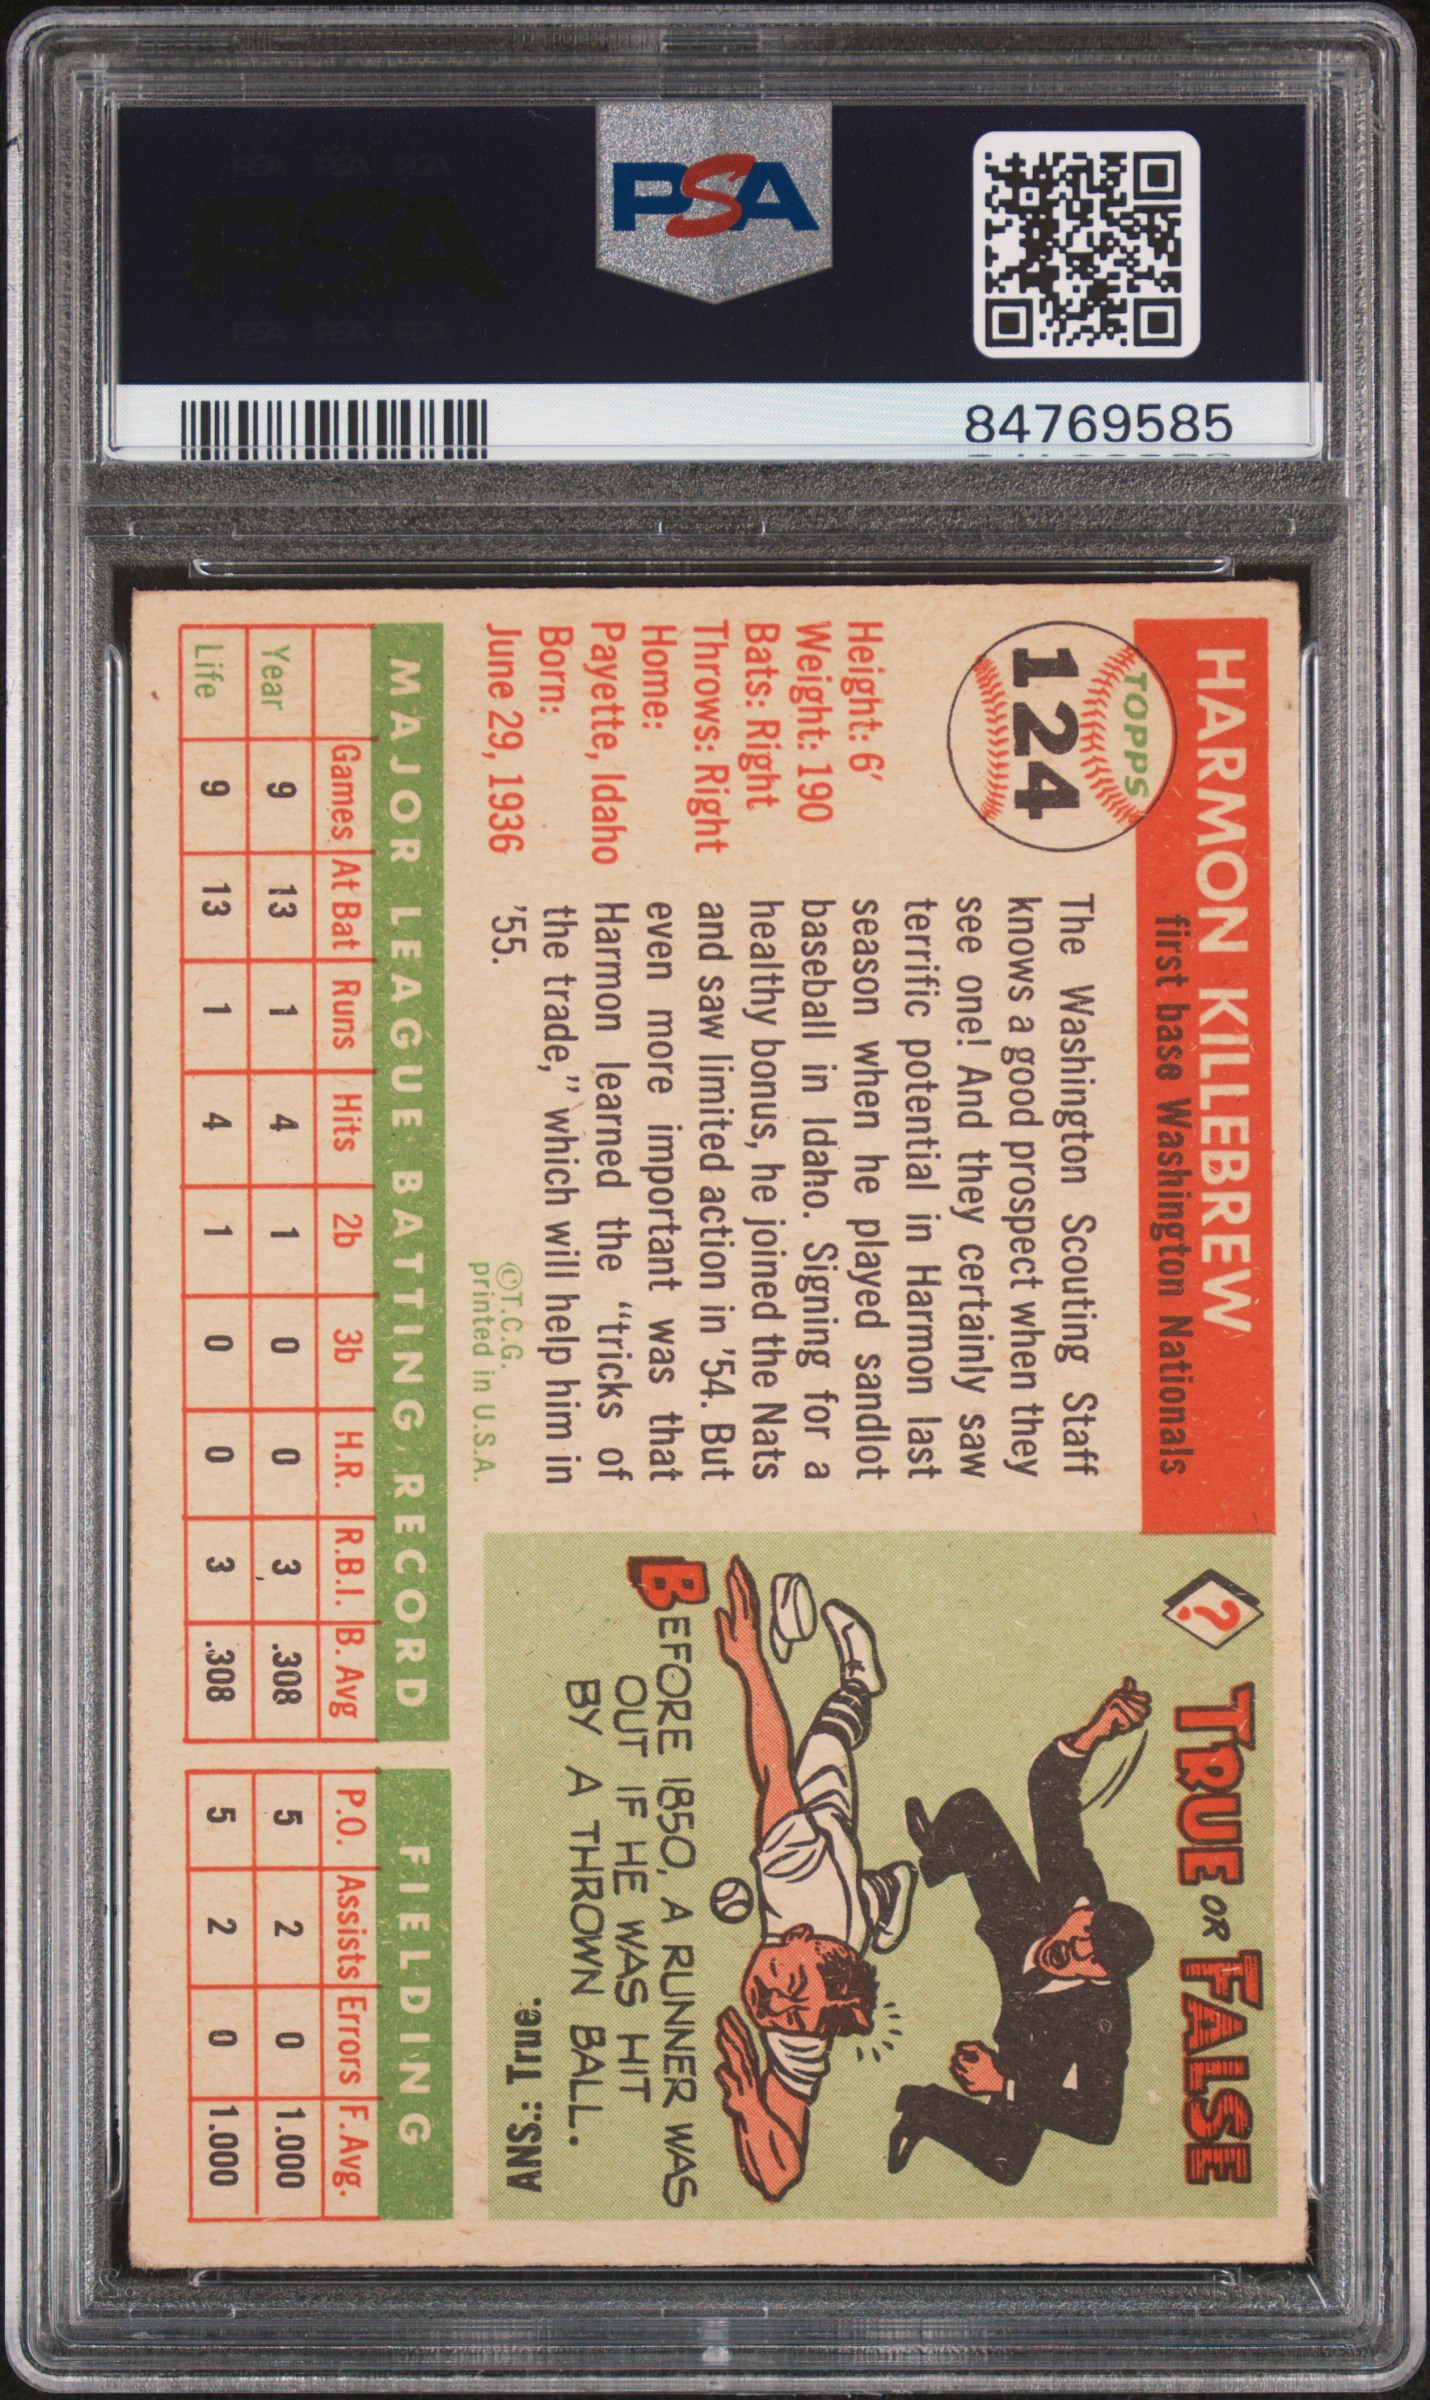 PSA
PSA PSA PSA
PSA
PSA PSA PSA
84769585
HARMON KILLEBREW
first base Washington Nationals
TOPPS
124
Height: 6'
Weight: 190
Bats: Right
Throws: Right
Home:
Payette, Idaho
Born:
June 29, 1936
The Washington Scouting Staff
knows a good prospect when they
see one! And they certainly saw
terrific potential in Harmon last
season when he played sandlot
baseball in Idaho. Signing for a
healthy bonus, he joined the Nats
and saw limited action in '54. But
even more important was that
Harmon learned the "tricks of
the trade," which will help him in
'55.
©T.C.G.
printed in U.S.A.
? TRUE OR FALSE
BEFORE 1850, A RUNNER WAS
OUT IF HE WAS HIT
BY A THROWN BALL.
ANS.: True.
MAJOR LEAGUE BATTING RECORD
Games At Bat Runs Hits 2b 3b H.R. R.B.I. B. Avg
Year 9 13 1 4 1 0 0 3 .308
Life 9 13 1 4 1 0 0 3 .308
FIELDING
P.O. Assists Errors F. Avg.
5 2 0 1.000
5 2 0 1.000